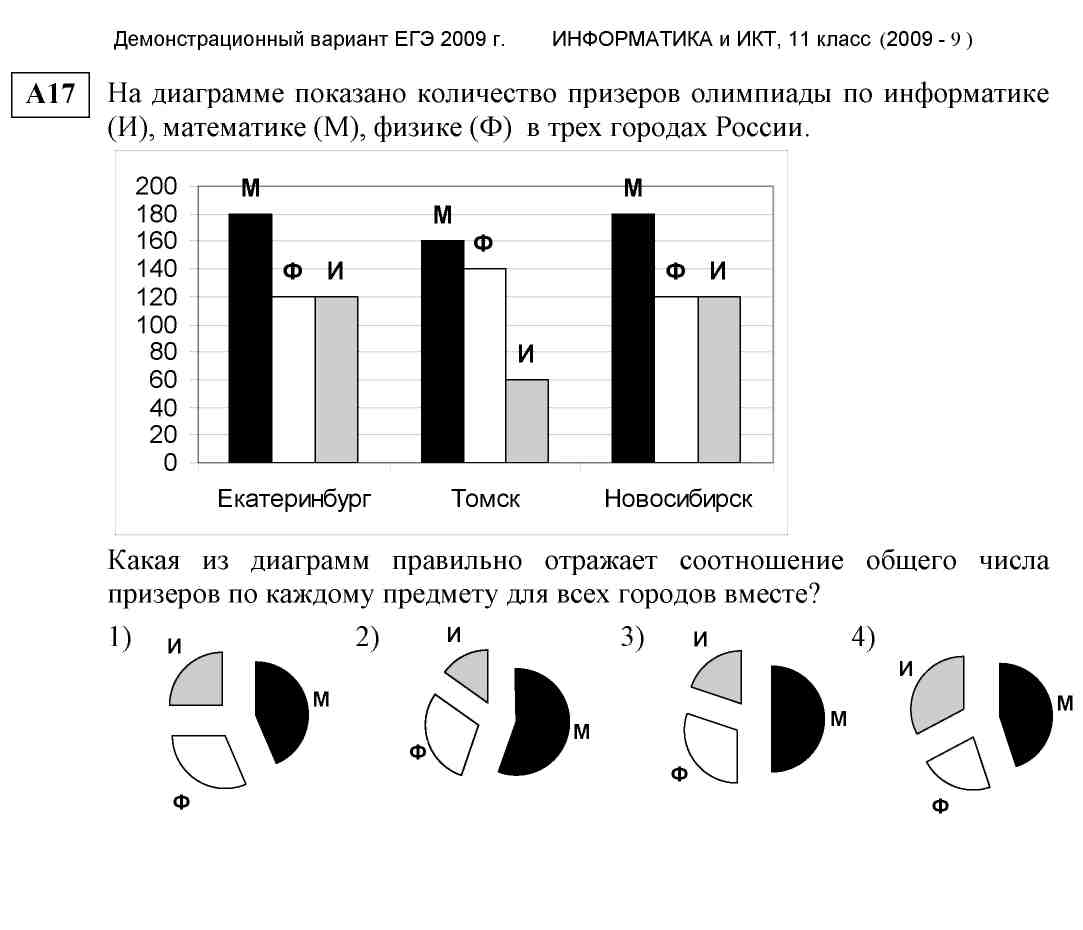 Демонстрационный вариант ЕГЭ 2009 г. ИНФОРМАТИКА и ИКТ, 11 класс (2009 - 9 )
А17 На диаграмме показано количество призеров олимпиады по информатике
(И), математике (М), физике (Ф) в трех городах России.
200
180
160
140
120
100
80
60
40
20
0
М Ф И
М Ф И
М Ф И
Екатеринбург Томск Новосибирск
Какая из диаграмм правильно отражает соотношение общего числа
призеров по каждому предмету для всех городов вместе?
1) И М Ф
2) И М Ф
3) И М Ф
4) И М Ф